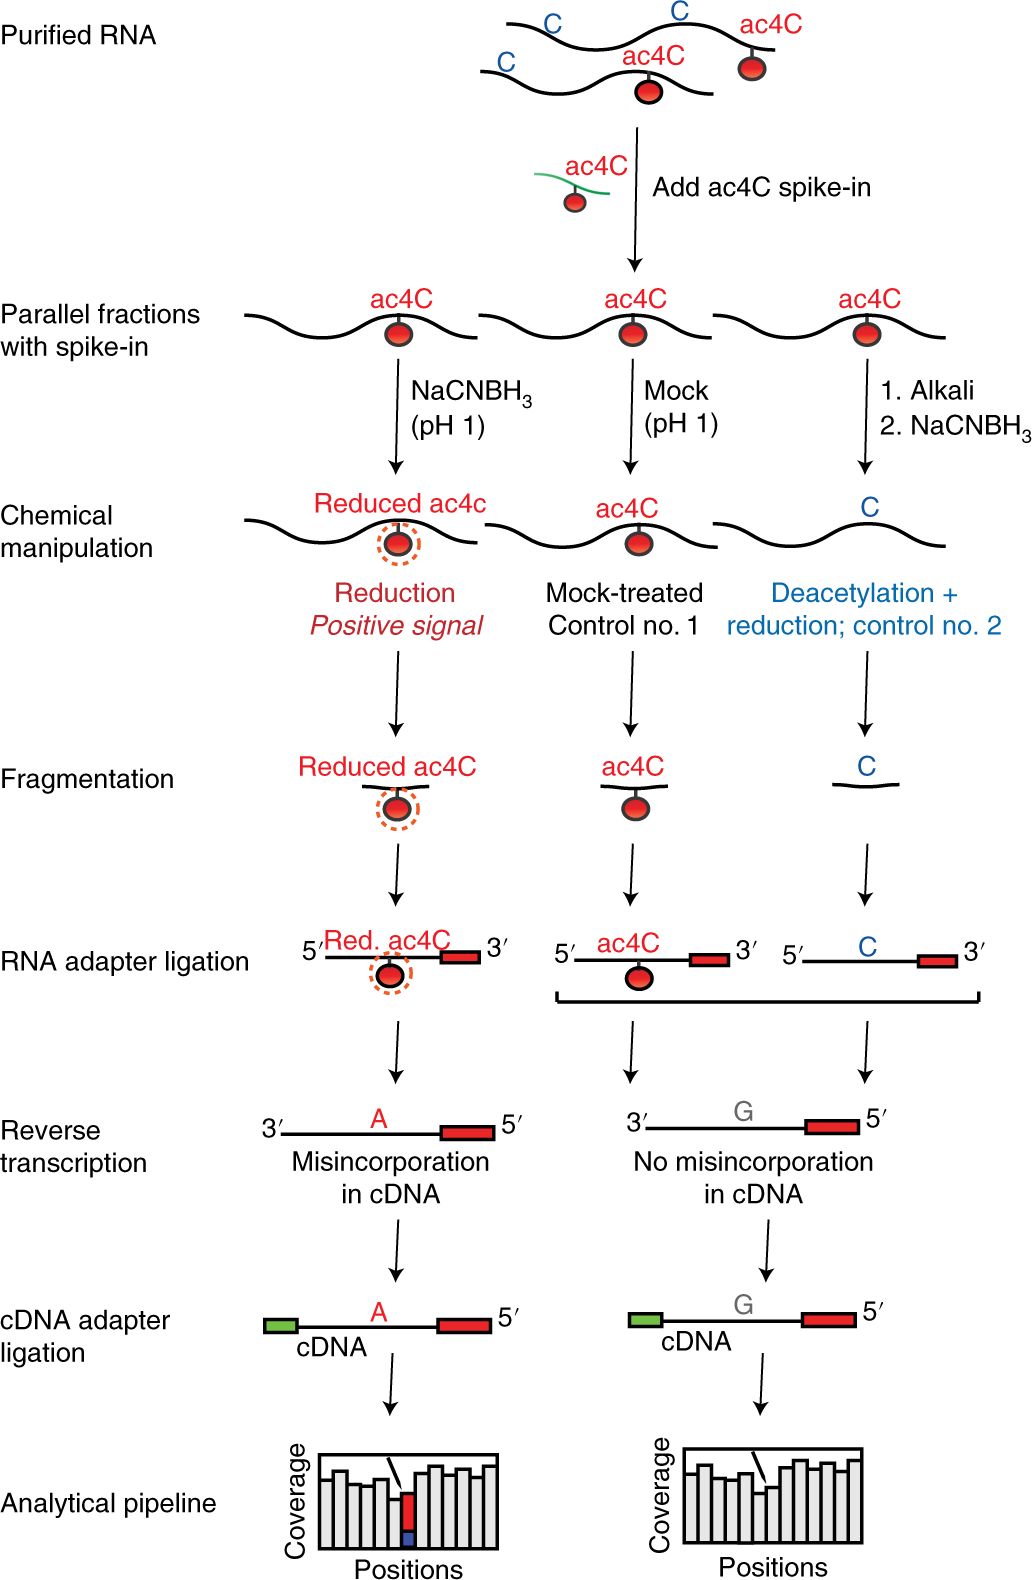 Purified RNA
C
C
ac4C
C
ac4C
ac4C
Add ac4C spike-in
Parallel fractions
with spike-in
ac4C
ac4C
ac4C
NaCNBH3
(pH 1)
Mock
(pH 1)
1. Alkali
2. NaCNBH3
Chemical
manipulation
Reduced ac4c
ac4C
C
Reduction
Positive signal
Mock-treated
Control no. 1
Deacetylation +
reduction; control no. 2
Fragmentation
Reduced ac4C
ac4C
C
RNA adapter ligation
5′
Red. ac4C
3′
5′
ac4C
3′
5′
C
3′
Reverse
transcription
3′
A
5′
Misincorporation
in cDNA
3′
G
5′
No misincorporation
in cDNA
cDNA adapter
ligation
A
5′
cDNA
G
5′
cDNA
Analytical pipeline
Coverage
Positions
Coverage
Positions